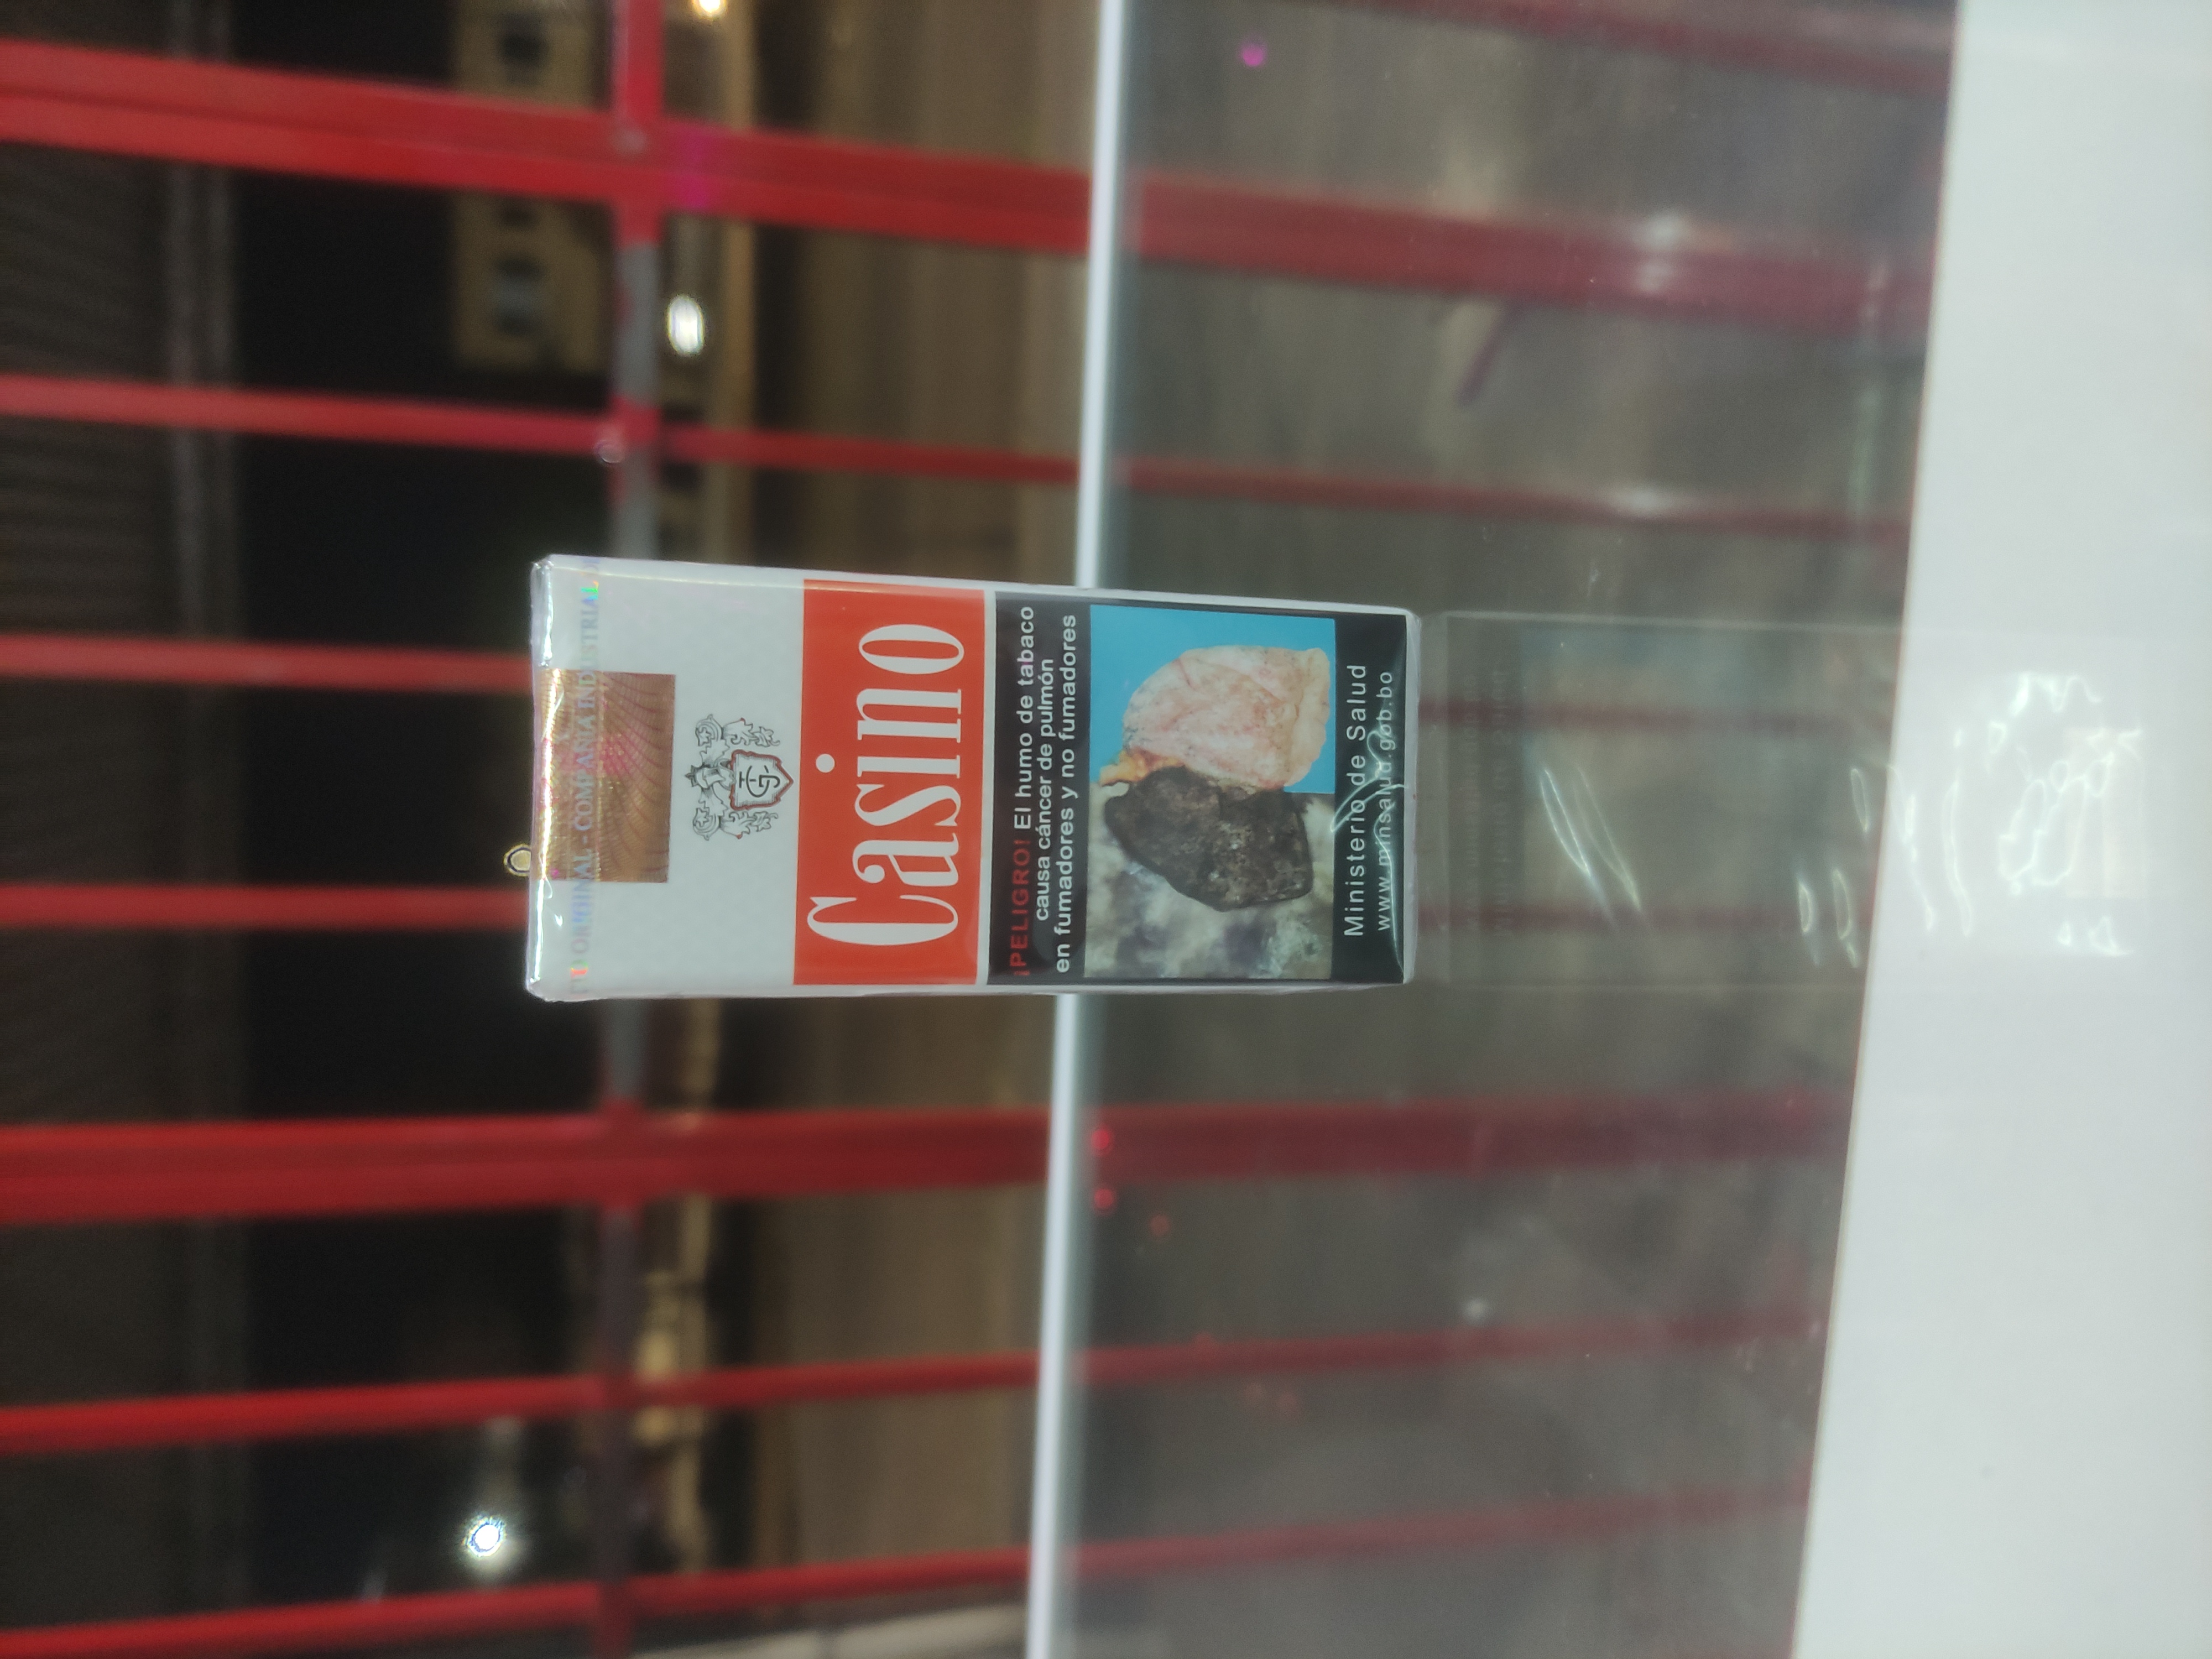 ORIGINAL - COMPAÑIA INDUSTRIAL
Casino
¡PELIGRO! El humo de tabaco
causa cáncer de pulmón
en fumadores y no fumadores
Ministerio de Salud
www.minsalud.gob.bo